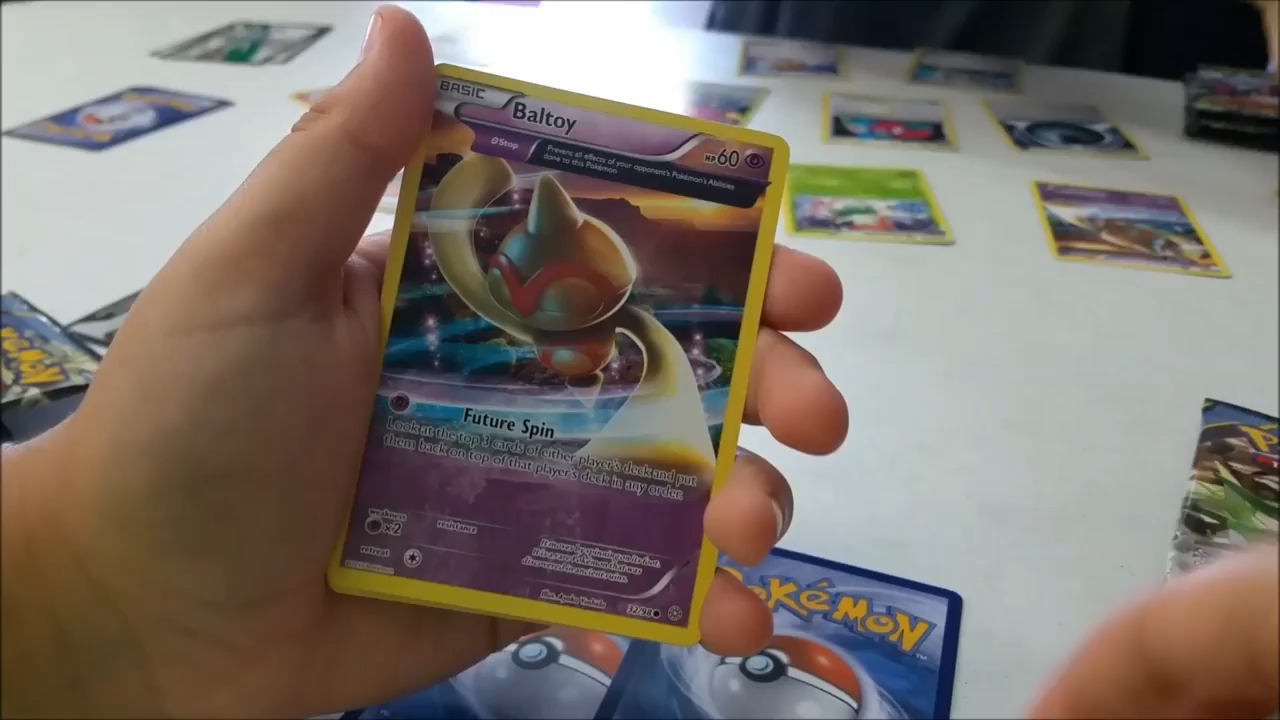 BASIC
Baltoy
HP60
Stop
Prevent all effects of your opponent's Pokémon's Abilities
done to this Pokémon.
Future Spin
Look at the top 3 cards of either player's deck and put
them back on top of that player's deck in any order.
weakness
x2
resistance
retreat
It moves by spinning on its foot.
It is a rare Pokémon that was
discovered in ancient ruins.
32/98
POKÉMON